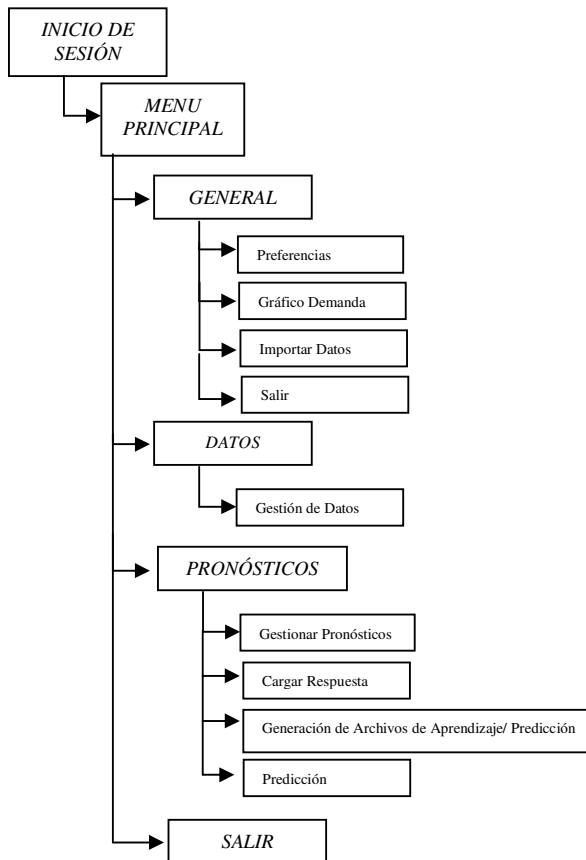 INICIO DE
SESIÓN
MENU
PRINCIPAL
GENERAL
Preferencias
Gráfico Demanda
Importar Datos
Salir
DATOS
Gestión de Datos
PRONÓSTICOS
Gestionar Pronósticos
Cargar Respuesta
Generación de Archivos de Aprendizaje/ Predicción
Predicción
SALIR